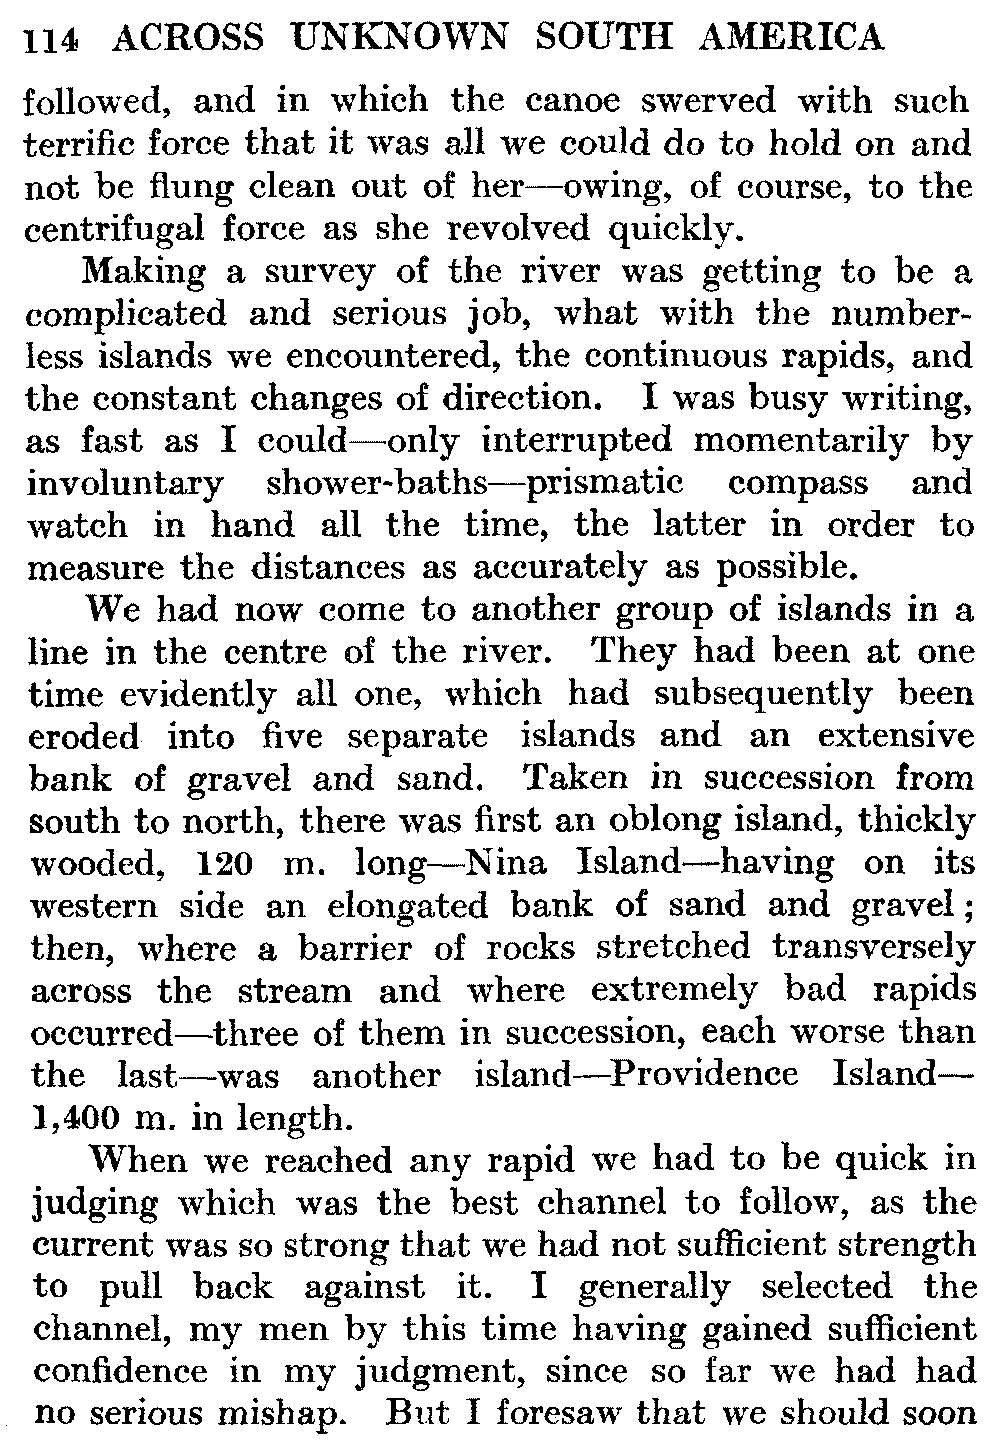 114 ACROSS UNKNOWN SOUTH AMERICA
followed, and in which the canoe swerved with such
terrific force that it was all we could do to hold on and
not be flung clean out of her—owing, of course, to the
centrifugal force as she revolved quickly.
Making a survey of the river was getting to be a
complicated and serious job, what with the number-
less islands we encountered, the continuous rapids, and
the constant changes of direction. I was busy writing,
as fast as I could—only interrupted momentarily by
involuntary shower-baths—prismatic compass and
watch in hand all the time, the latter in order to
measure the distances as accurately as possible.
We had now come to another group of islands in a
line in the centre of the river. They had been at one
time evidently all one, which had subsequently been
eroded into five separate islands and an extensive
bank of gravel and sand. Taken in succession from
south to north, there was first an oblong island, thickly
wooded, 120 m. long—Nina Island—having on its
western side an elongated bank of sand and gravel;
then, where a barrier of rocks stretched transversely
across the stream and where extremely bad rapids
occurred—three of them in succession, each worse than
the last—was another island—Providence Island—
1,400 m. in length.
When we reached any rapid we had to be quick in
judging which was the best channel to follow, as the
current was so strong that we had not sufficient strength
to pull back against it. I generally selected the
channel, my men by this time having gained sufficient
confidence in my judgment, since so far we had had
no serious mishap. But I foresaw that we should soon